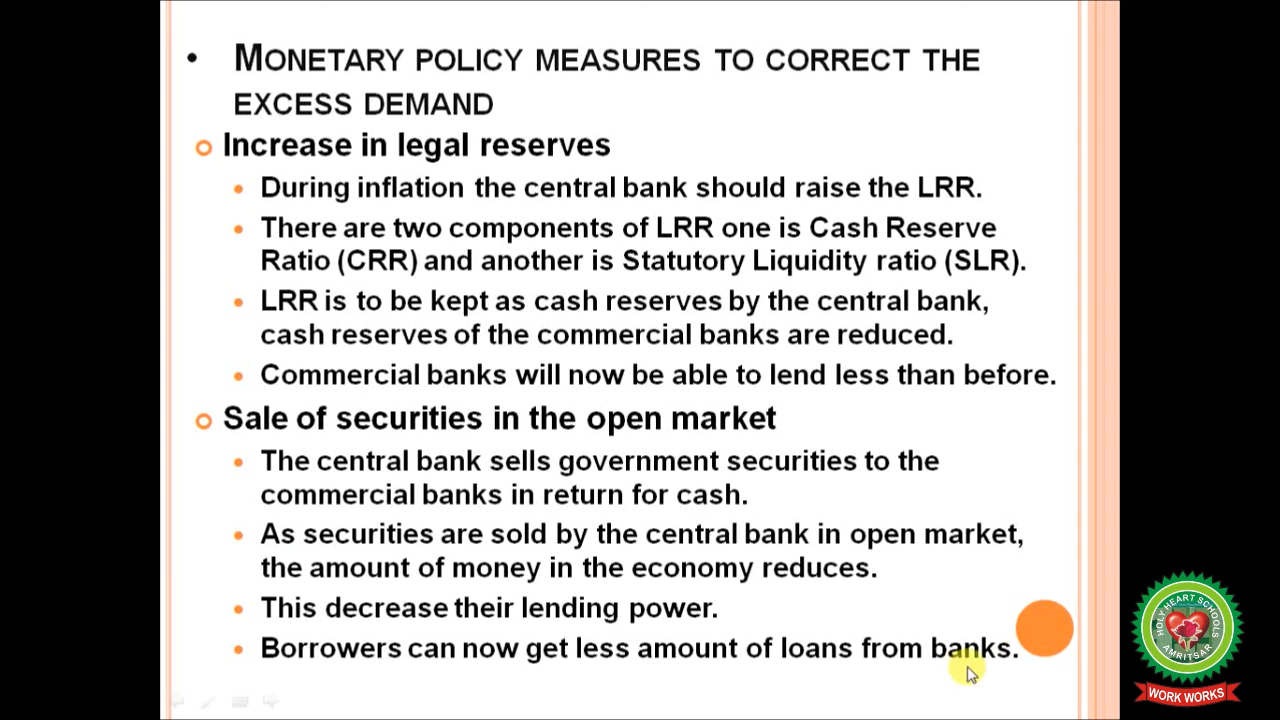 • MONETARY POLICY MEASURES TO CORRECT THE
EXCESS DEMAND
Increase in legal reserves
• During inflation the central bank should raise the LRR.
• There are two components of LRR one is Cash Reserve
Ratio (CRR) and another is Statutory Liquidity ratio (SLR).
• LRR is to be kept as cash reserves by the central bank,
cash reserves of the commercial banks are reduced.
• Commercial banks will now be able to lend less than before.
Sale of securities in the open market
• The central bank sells government securities to the
commercial banks in return for cash.
• As securities are sold by the central bank in open market,
the amount of money in the economy reduces.
• This decrease their lending power.
• Borrowers can now get less amount of loans from banks.
HOLY HEART SCHOOLS
AMRITSAR
WORK WORKS